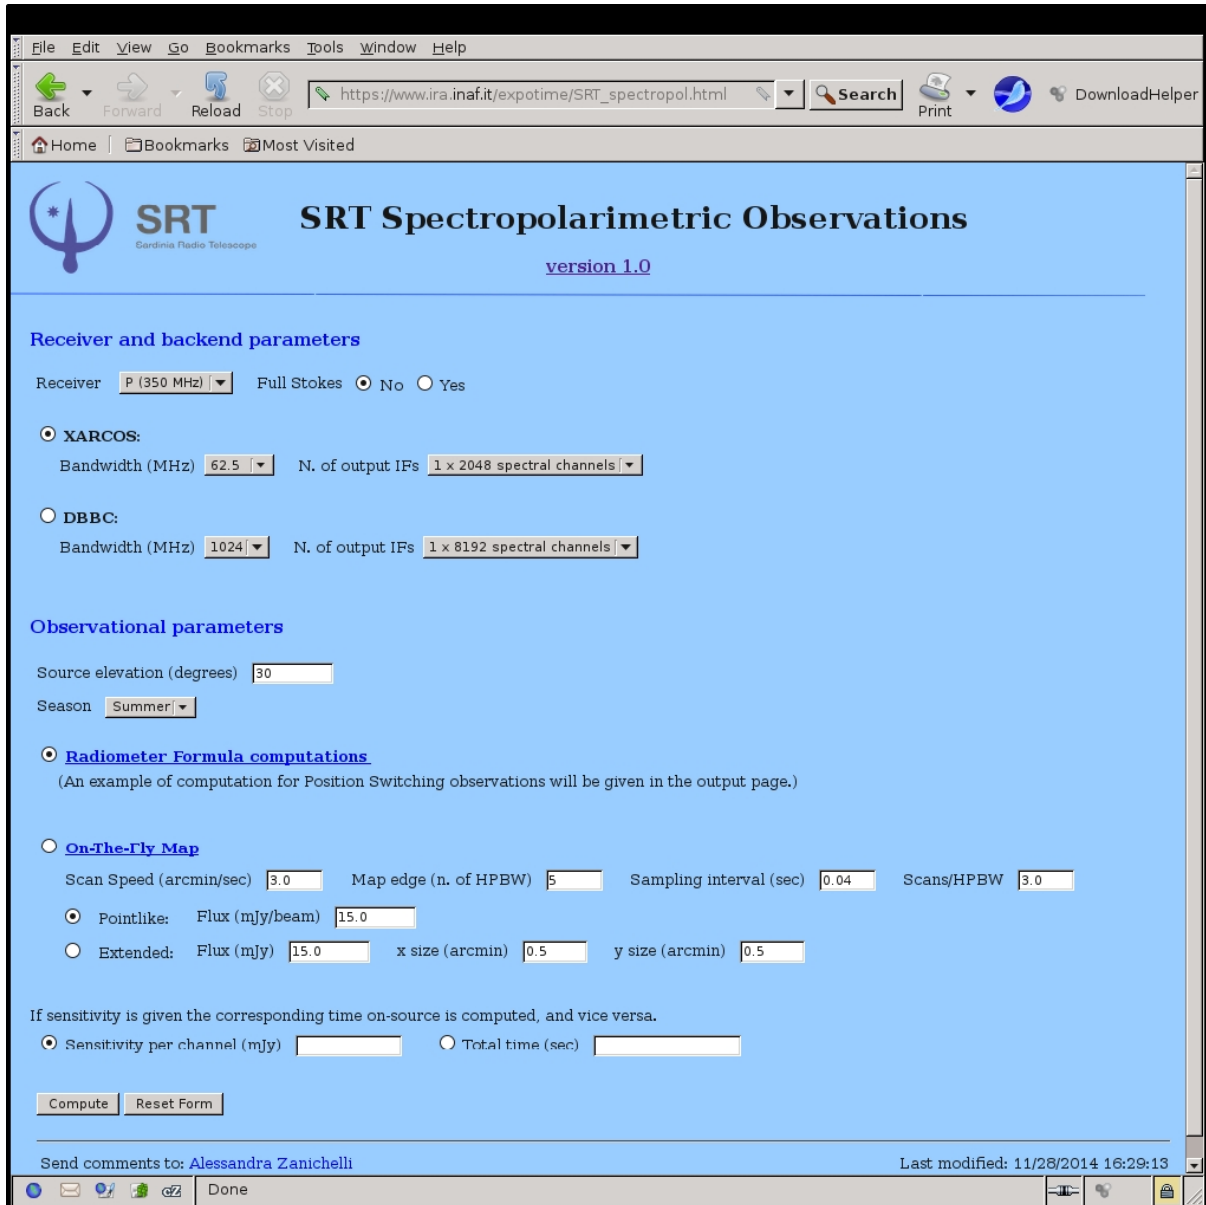 File Edit View Go Bookmarks Tools Window Help
https://www.ira.inaf.it/expotime/SRT_spectropol.html Search DownloadHelper
Back Forward Reload Stop Print
Home Bookmarks Most Visited
SRT SRT Spectropolarimetric Observations
Sardinia Radio Telescope
version 1.0
Receiver and backend parameters
Receiver P (350 MHz) Full Stokes No Yes
XARCOS:
Bandwidth (MHz) 62.5 N. of output IFs 1 x 2048 spectral channels
DBBC:
Bandwidth (MHz) 1024 N. of output IFs 1 x 8192 spectral channels
Observational parameters
Source elevation (degrees) 30
Season Summer
Radiometer Formula computations
(An example of computation for Position Switching observations will be given in the output page.)
On-The-Fly Map
Scan Speed (arcmin/sec) 3.0 Map edge (n. of HPBW) 5 Sampling interval (sec) 0.04 Scans/HPBW 3.0
Pointlike: Flux (mJy/beam) 15.0
Extended: Flux (mJy) 15.0 x size (arcmin) 0.5 y size (arcmin) 0.5
If sensitivity is given the corresponding time on-source is computed, and vice versa.
Sensitivity per channel (mJy) Total time (sec)
Compute Reset Form
Send comments to: Alessandra Zanichelli Last modified: 11/28/2014 16:29:13
Done